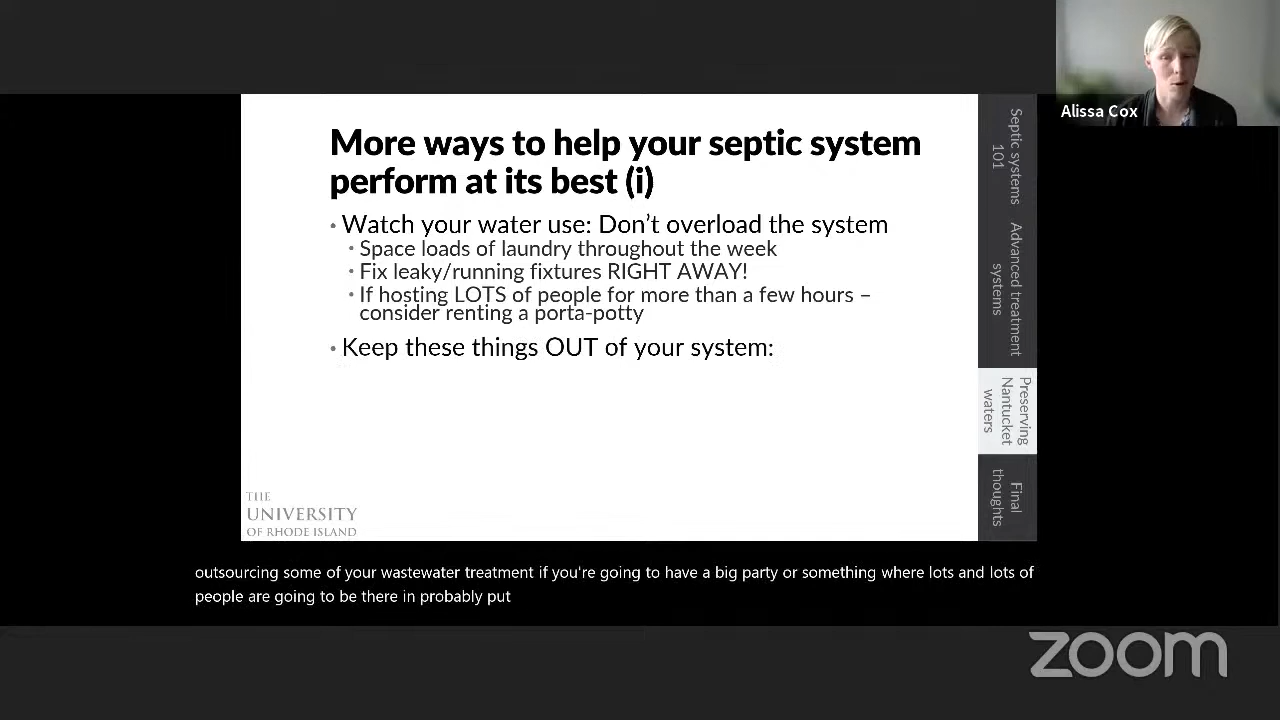 Alissa Cox
More ways to help your septic system
perform at its best (i)
• Watch your water use: Don't overload the system
• Space loads of laundry throughout the week
• Fix leaky/running fixtures RIGHT AWAY!
• If hosting LOTS of people for more than a few hours –
consider renting a porta-potty
• Keep these things OUT of your system:
Septic systems
101
Advanced treatment
systems
Preserving
Nantucket
waters
Final
thoughts
THE
UNIVERSITY
OF RHODE ISLAND
outsourcing some of your wastewater treatment if you're going to have a big party or something where lots and lots of
people are going to be there in probably put
zoom